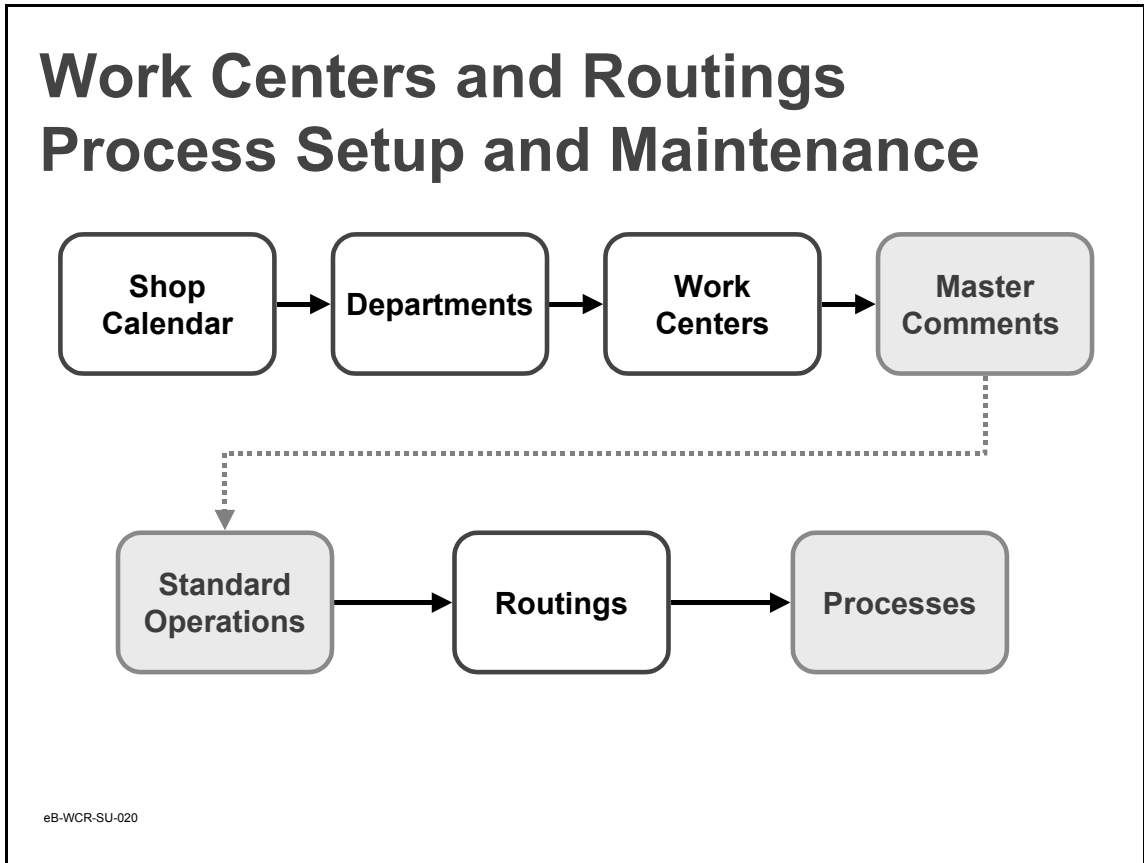 Work Centers and Routings
Process Setup and Maintenance
Shop
Calendar
Departments
Work
Centers
Master
Comments
Standard
Operations
Routings
Processes
eB-WCR-SU-020